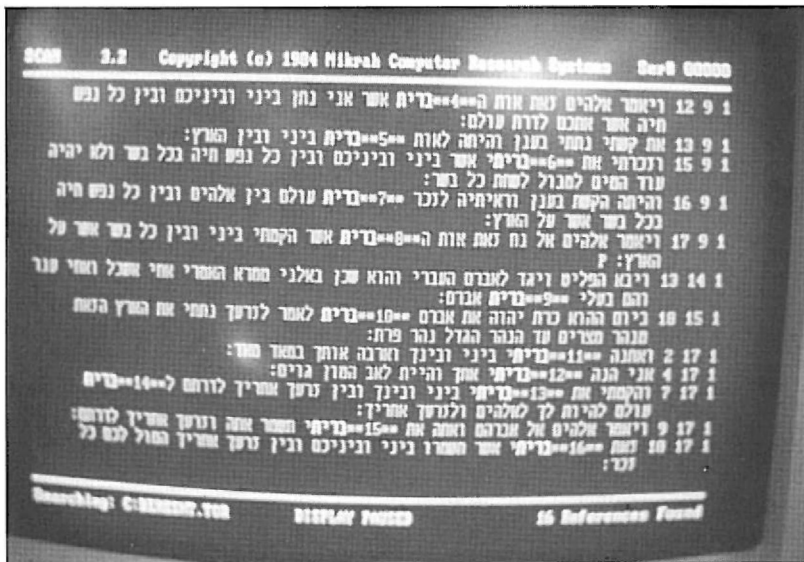 SCAN 3.2 Copyright (c) 1984 Mikrah Computer Research Systems Ser# 00000
1 9 12 ויאמר אלהים זאת אות ה**4**ברית אשר אני נתן ביני וביניכם ובין כל נפש
חיה אשר אתכם לדרת עולם:
1 9 13 את קשתי נתתי בענן והיתה לאות **5**ברית ביני ובין הארץ:
1 9 15 וזכרתי את **6**בריתי אשר ביני וביניכם ובין כל נפש חיה בכל בשר ולא יהיה
עוד המים למבול לשחת כל בשר:
1 9 16 והיתה הקשת בענן וראיתיה לזכר **7**ברית עולם בין אלהים ובין כל נפש חיה
בכל בשר אשר על הארץ:
1 9 17 ויאמר אלהים אל נח זאת אות ה**8**ברית אשר הקמתי ביני ובין כל בשר אשר על
הארץ: P
1 14 13 ויבא הפליט ויגד לאברם העברי והוא שכן באלני ממרא האמרי אחי אשכל ואחי ענר
והם בעלי **9**ברית אברם:
1 15 18 ביום ההוא כרת יהוה את אברם **10**ברית לאמר לזרעך נתתי את הארץ הזאת
מנהר מצרים עד הנהר הגדל נהר פרת:
1 17 2 ואתנה **11**בריתי ביני ובינך וארבה אותך במאד מאד:
1 17 4 אני הנה **12**בריתי אתך והיית לאב המון גוים:
1 17 7 והקמתי את **13**בריתי ביני ובינך ובין זרעך אחריך לדרתם ל**14**ברית
עולם להיות לך לאלהים ולזרעך אחריך:
1 17 9 ויאמר אלהים אל אברהם ואתה את **15**בריתי תשמר אתה וזרעך אחריך לדרתם:
1 17 10 זאת **16**בריתי אשר תשמרו ביני וביניכם ובין זרעך אחריך המול לכם כל
זכר:
Searching: C:BERESHT.TOR DISPLAY PAUSED 16 References Found